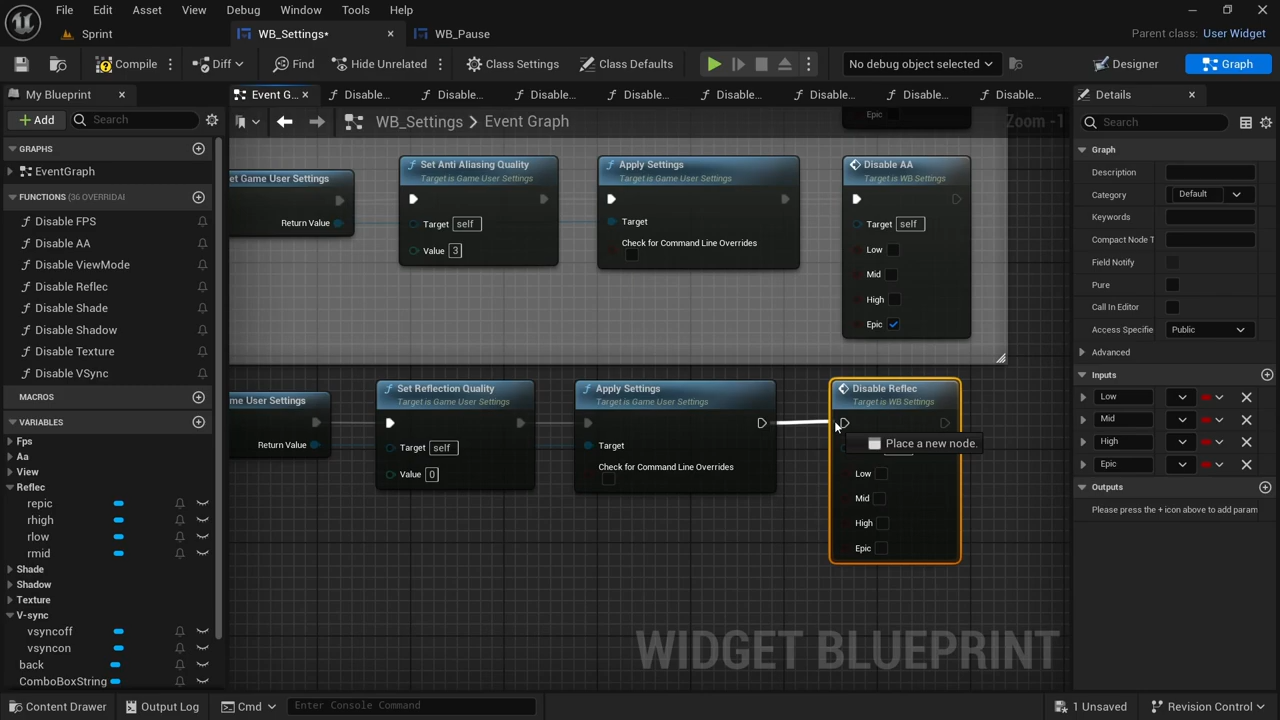 File Edit Asset View Debug Window Tools Help
Sprint WB_Settings* WB_Pause Parent class: User Widget
Compile Diff Find Hide Unrelated Class Settings Class Defaults No debug object selected Designer Graph
My Blueprint Event G... Disable... Disable... Disable... Disable... Disable... Disable... Disable... Disable... Details
Add Search WB_Settings > Event Graph Zoom -1 Search
GRAPHS
EventGraph
FUNCTIONS (36 OVERRIDAI
Disable FPS
Disable AA
Disable ViewMode
Disable Reflec
Disable Shade
Disable Shadow
Disable Texture
Disable VSync
MACROS
VARIABLES
Fps
Aa
View
Reflec
repic
rhigh
rlow
rmid
Shade
Shadow
Texture
V-sync
vsyncoff
vsyncon
back
ComboBoxString
Epic
et Game User Settings
Return Value
Set Anti Aliasing Quality
Target is Game User Settings
Target self
Value 3
Apply Settings
Target is Game User Settings
Target
Check for Command Line Overrides
Disable AA
Target is WB Settings
Target self
Low
Mid
High
Epic
me User Settings
Return Value
Set Reflection Quality
Target is Game User Settings
Target self
Value 0
Apply Settings
Target is Game User Settings
Target
Check for Command Line Overrides
Disable Reflec
Target is WB Settings
Place a new node.
Low
Mid
High
Epic
WIDGET BLUEPRINT
Graph
Description
Category Default
Keywords
Compact Node T
Field Notify
Pure
Call In Editor
Access Specifie Public
Advanced
Inputs
Low
Mid
High
Epic
Outputs
Please press the + icon above to add param
Content Drawer Output Log Cmd Enter Console Command 1 Unsaved Revision Control